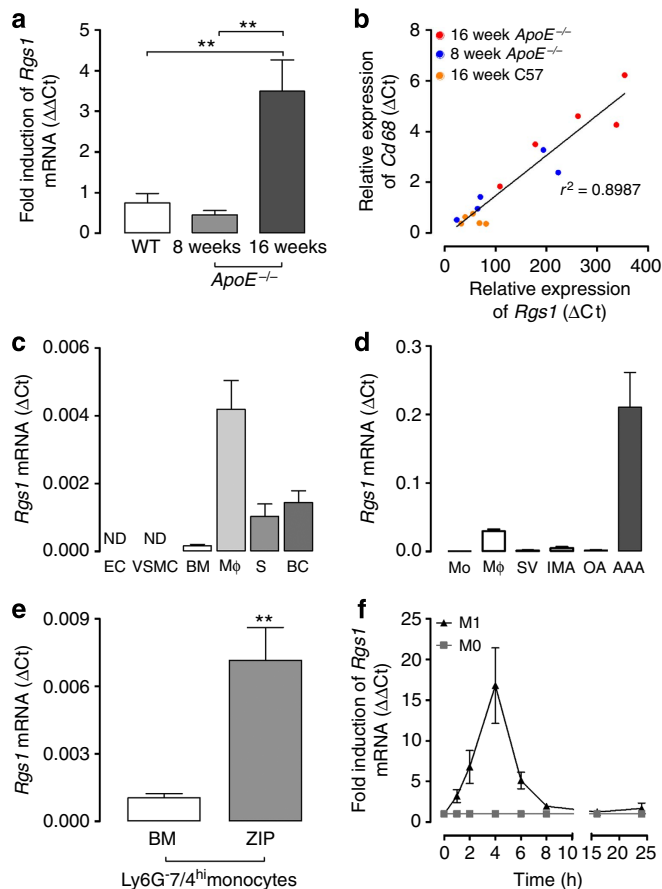 a
Fold induction of Rgs1
mRNA (ΔΔCt)
5
4
3
2
1
0
**
**
WT 8 weeks 16 weeks
ApoE–/–
b
Relative expression
of Cd68 (ΔCt)
8
6
4
2
0
16 week ApoE–/–
8 week ApoE–/–
16 week C57
r² = 0.8987
0 100 200 300 400
Relative expression
of Rgs1 (ΔCt)
c
Rgs1 mRNA (ΔCt)
0.006
0.004
0.002
0.000
ND ND
EC VSMC BM Mϕ S BC
d
Rgs1 mRNA (ΔCt)
0.3
0.2
0.1
0.0
Mo Mϕ SV IMA OA AAA
e
Rgs1 mRNA (ΔCt)
0.009
0.006
0.003
0.000
**
BM ZIP
Ly6G⁻7/4ʰⁱmonocytes
f
Fold induction of Rgs1
mRNA (ΔΔCt)
M1
M0
25
20
15
10
5
0
0 2 4 6 8 10 15 20 25
Time (h)